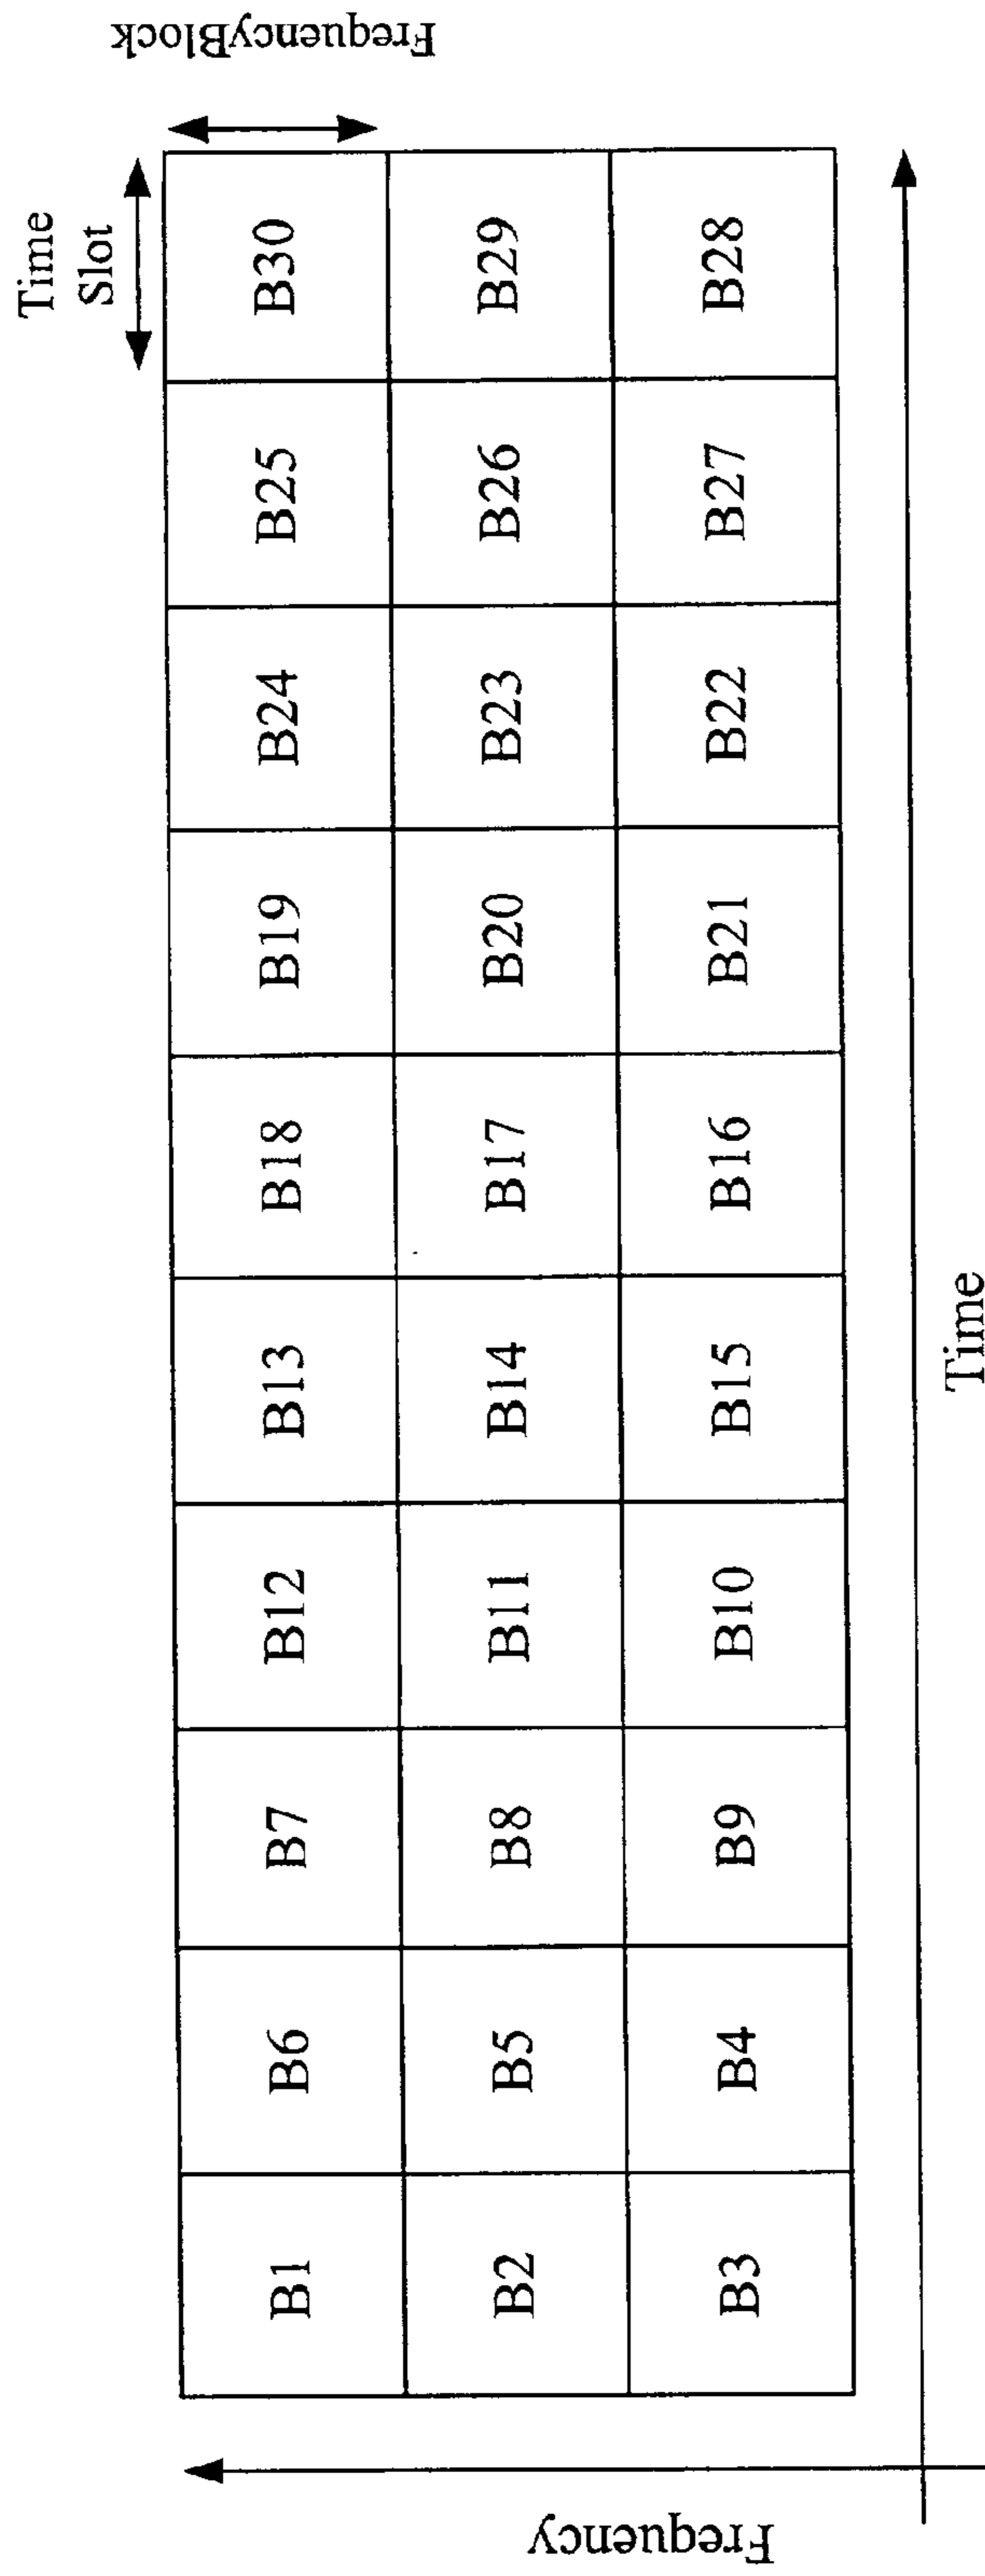 Time
Slot
FrequencyBlock
B1 B6 B7 B12 B13 B18 B19 B24 B25 B30
B2 B5 B8 B11 B14 B17 B20 B23 B26 B29
B3 B4 B9 B10 B15 B16 B21 B22 B27 B28
Frequency
Time